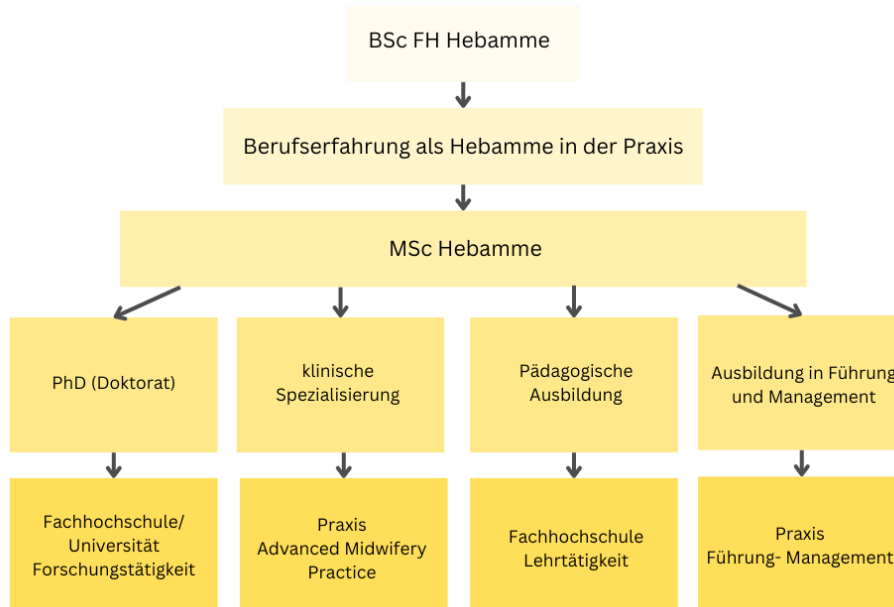 BSc FH Hebamme
Berufserfahrung als Hebamme in der Praxis
MSc Hebamme
PhD (Doktorat)
klinische
Spezialisierung
Pädagogische
Ausbildung
Ausbildung in Führung
und Management
Fachhochschule/
Universität
Forschungstätigkeit
Praxis
Advanced Midwifery
Practice
Fachhochschule
Lehrtätigkeit
Praxis
Führung- Management